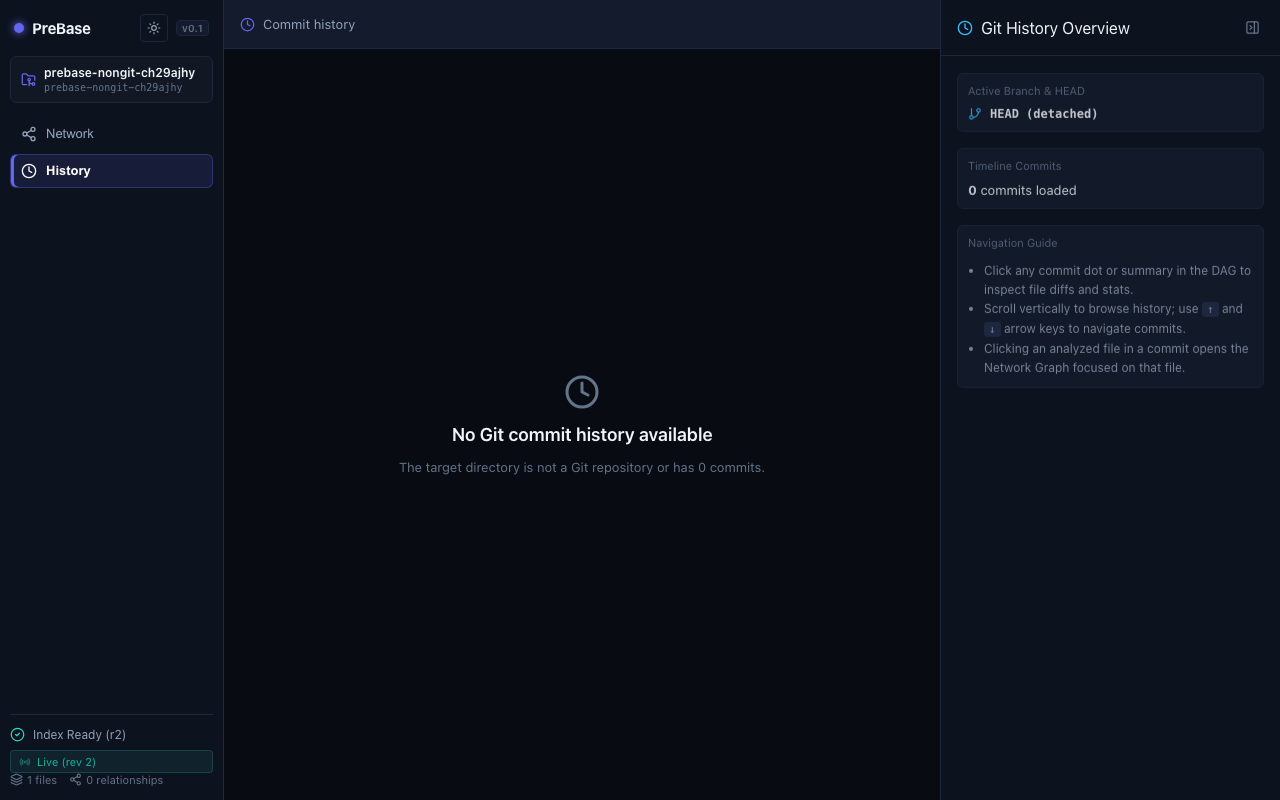 PreBase
v0.1
prebase-nongit-ch29ajhy
prebase-nongit-ch29ajhy
Network
History
Index Ready (r2)
Live (rev 2)
1 files
0 relationships
Commit history
No Git commit history available
The target directory is not a Git repository or has 0 commits.
Git History Overview
Active Branch & HEAD
HEAD (detached)
Timeline Commits
0 commits loaded
Navigation Guide
• Click any commit dot or summary in the DAG to
inspect file diffs and stats.
• Scroll vertically to browse history; use ↑ and
↓ arrow keys to navigate commits.
• Clicking an analyzed file in a commit opens the
Network Graph focused on that file.